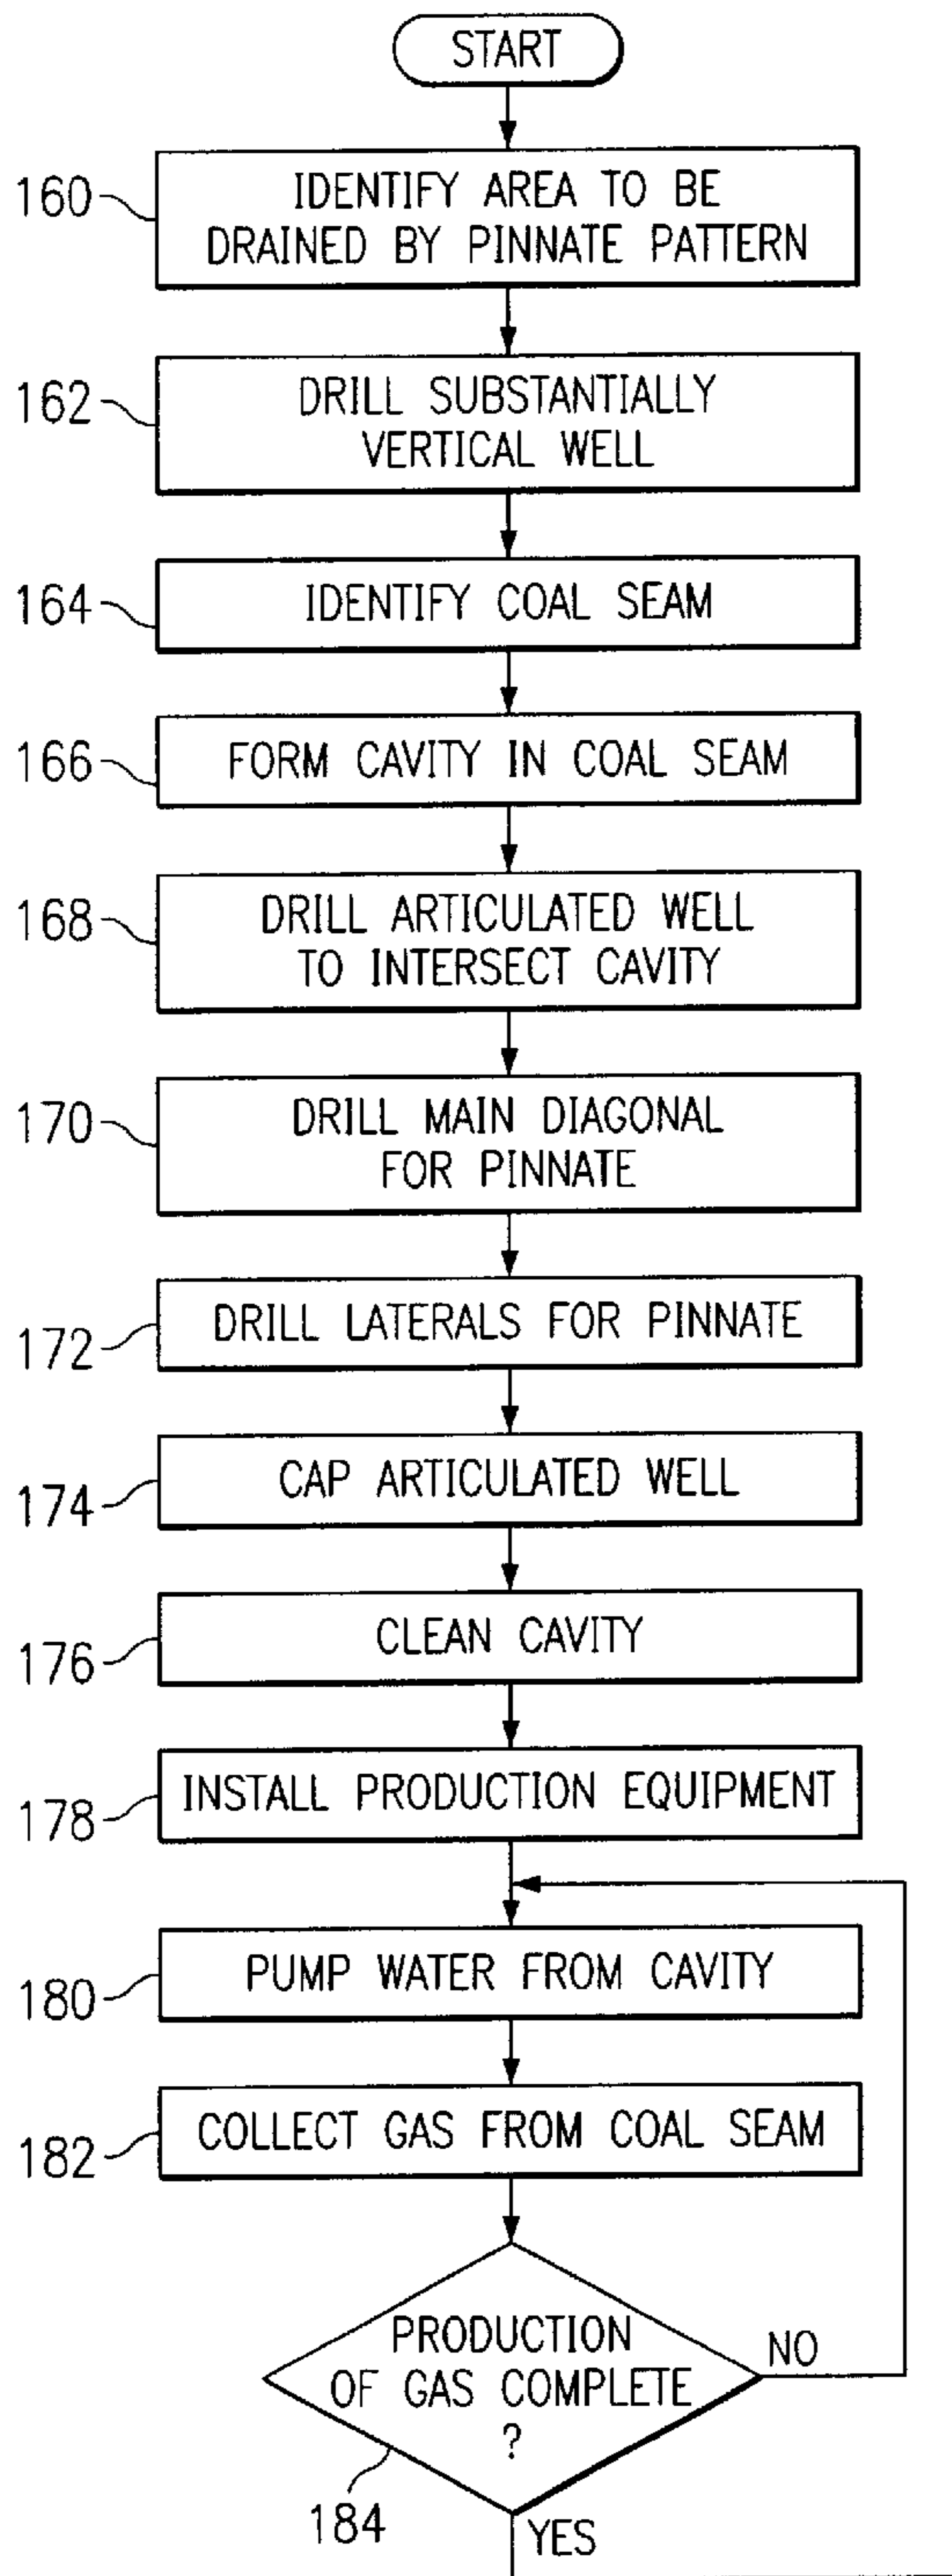 START
160
IDENTIFY AREA TO BE
DRAINED BY PINNATE PATTERN
162
DRILL SUBSTANTIALLY
VERTICAL WELL
164
IDENTIFY COAL SEAM
166
FORM CAVITY IN COAL SEAM
168
DRILL ARTICULATED WELL
TO INTERSECT CAVITY
170
DRILL MAIN DIAGONAL
FOR PINNATE
172
DRILL LATERALS FOR PINNATE
174
CAP ARTICULATED WELL
176
CLEAN CAVITY
178
INSTALL PRODUCTION EQUIPMENT
180
PUMP WATER FROM CAVITY
182
COLLECT GAS FROM COAL SEAM
PRODUCTION
OF GAS COMPLETE
?
NO
184
YES